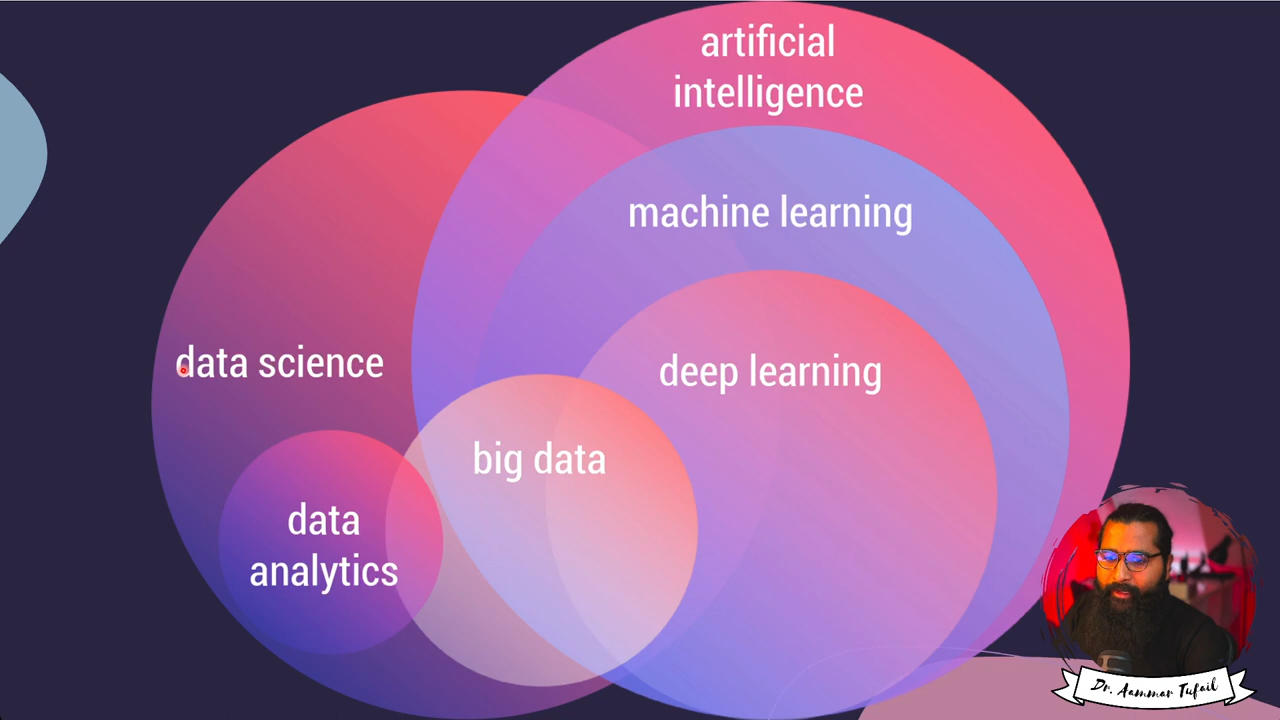 artificial
intelligence
machine learning
data science
deep learning
big data
data
analytics
Dr. Aammar Tufail